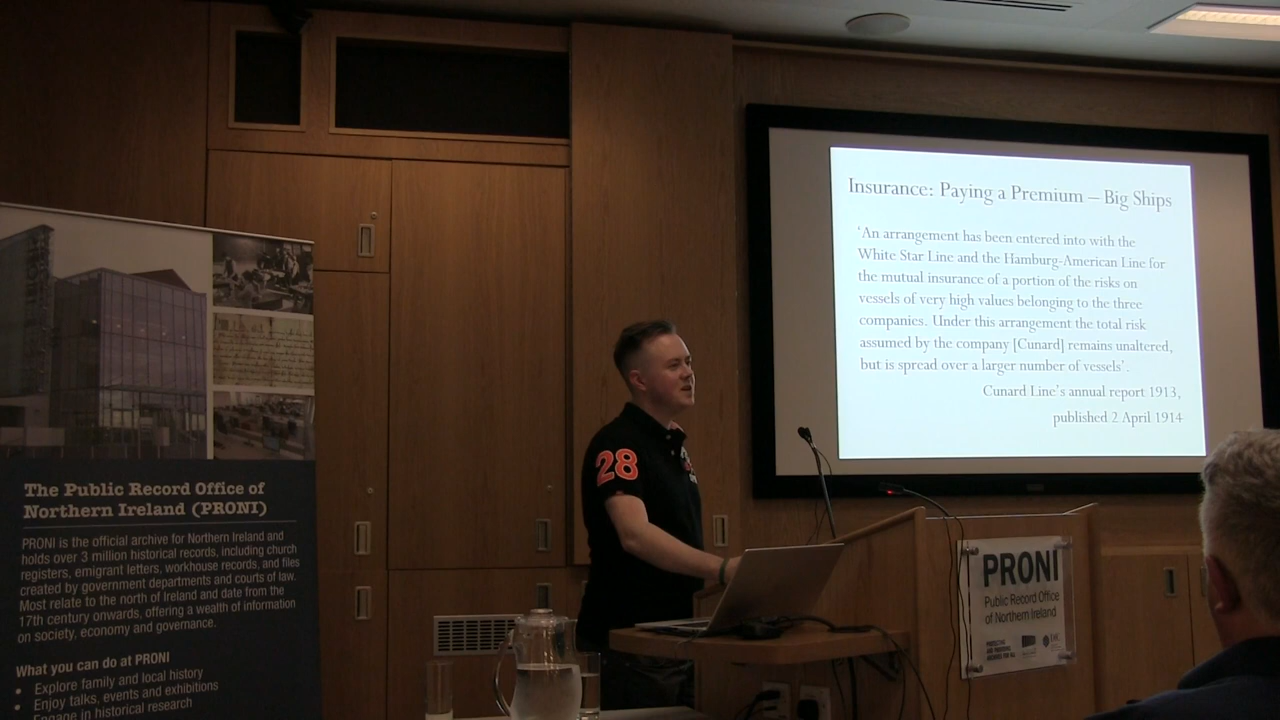 The Public Record Office of
Northern Ireland (PRONI)
PRONI is the official archive for Northern Ireland and
holds over 3 million historical records, including church
registers, emigrant letters, workhouse records, and files
created by government departments and courts of law.
Most relate to the north of Ireland and date from the
17th century onwards, offering a wealth of information
on society, economy and governance.
What you can do at PRONI
• Explore family and local history
• Enjoy talks, events and exhibitions
• Engage in historical research
28
Insurance: Paying a Premium – Big Ships
‘An arrangement has been entered into with the
White Star Line and the Hamburg-American Line for
the mutual insurance of a portion of the risks on
vessels of very high values belonging to the three
companies. Under this arrangement the total risk
assumed by the company [Cunard] remains unaltered,
but is spread over a larger number of vessels’.
Cunard Line’s annual report 1913,
published 2 April 1914
PRONI
Public Record Office
of Northern Ireland